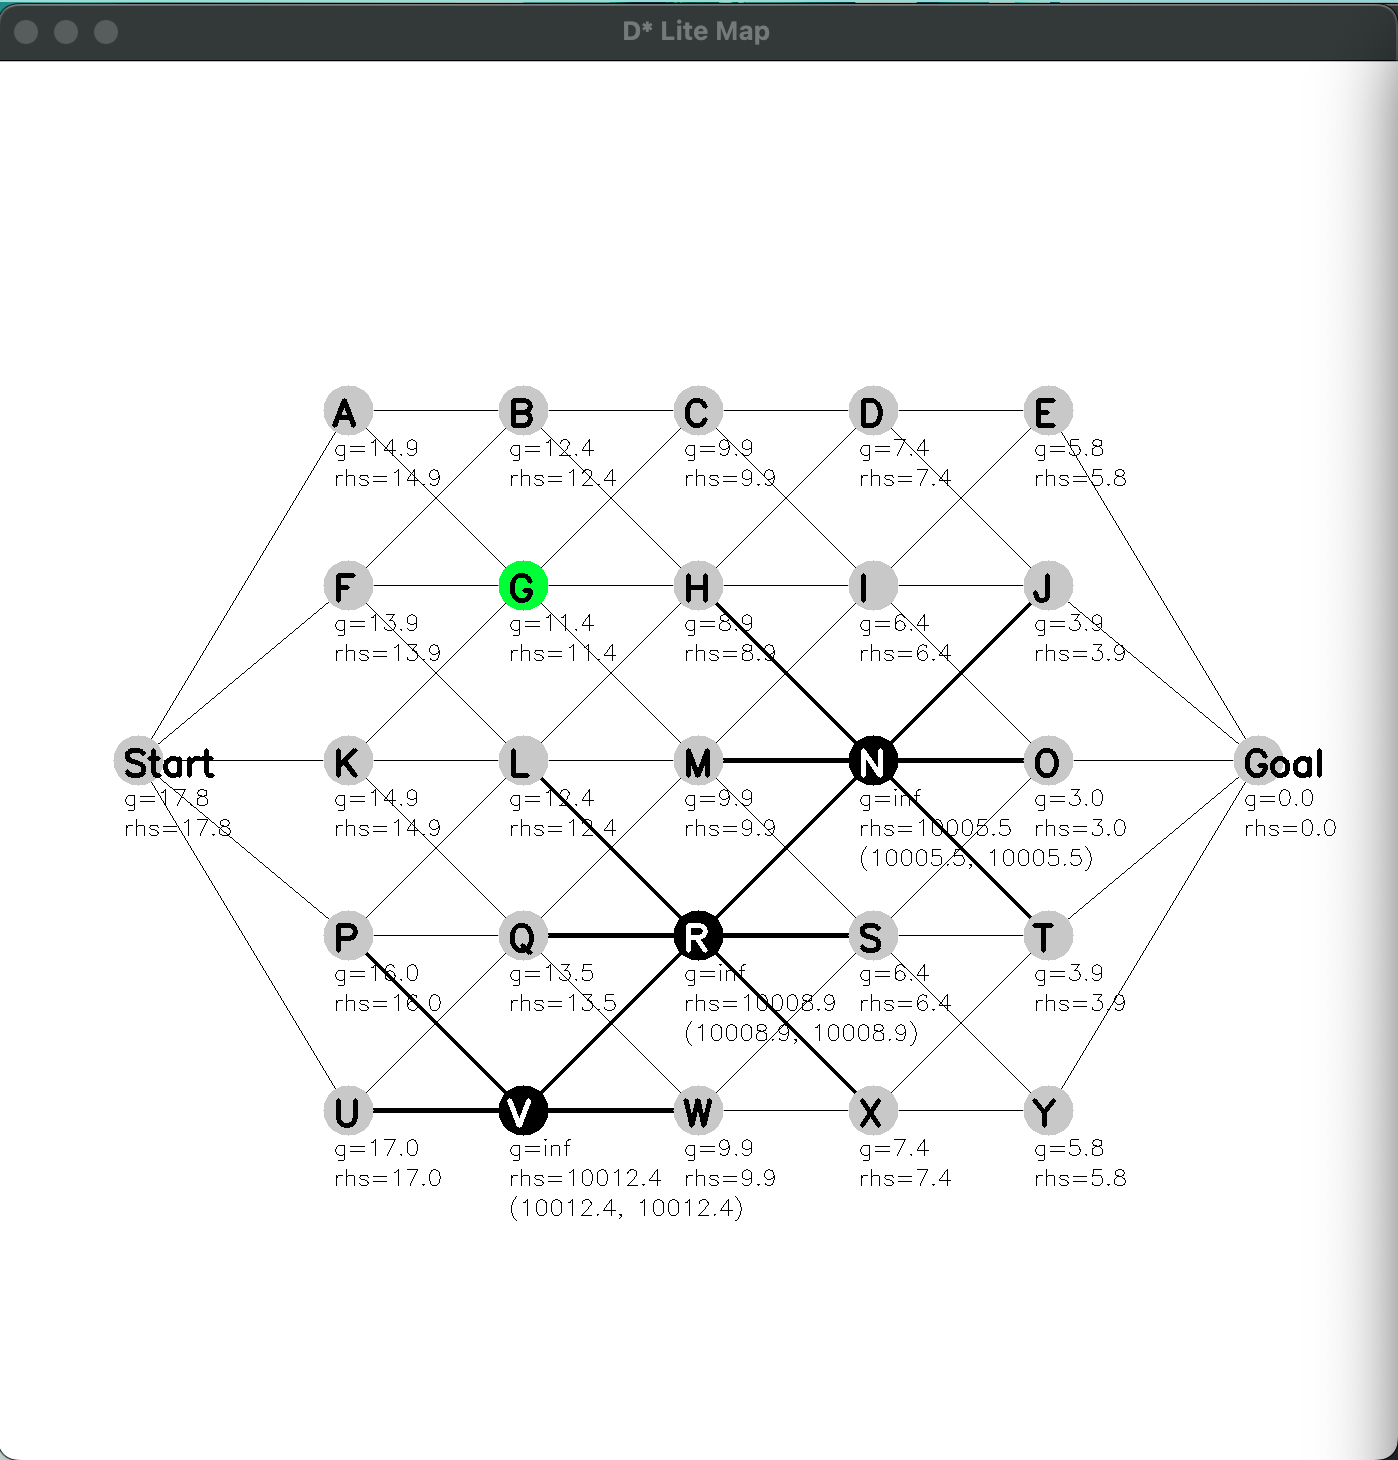 D* Lite Map
A
g=14.9
rhs=14.9
B
g=12.4
rhs=12.4
C
g=9.9
rhs=9.9
D
g=7.4
rhs=7.4
E
g=5.8
rhs=5.8
F
g=13.9
rhs=13.9
G
g=11.4
rhs=11.4
H
g=8.9
rhs=8.9
I
g=6.4
rhs=6.4
J
g=3.9
rhs=3.9
Start
g=17.8
rhs=17.8
K
g=14.9
rhs=14.9
L
g=12.4
rhs=12.4
M
g=9.9
rhs=9.9
N
g=inf
rhs=10005.5
(10005.5, 10005.5)
O
g=3.0
rhs=3.0
Goal
g=0.0
rhs=0.0
P
g=16.0
rhs=16.0
Q
g=13.5
rhs=13.5
R
g=inf
rhs=10008.9
(10008.9, 10008.9)
S
g=6.4
rhs=6.4
T
g=3.9
rhs=3.9
U
g=17.0
rhs=17.0
V
g=inf
rhs=10012.4
(10012.4, 10012.4)
W
g=9.9
rhs=9.9
X
g=7.4
rhs=7.4
Y
g=5.8
rhs=5.8